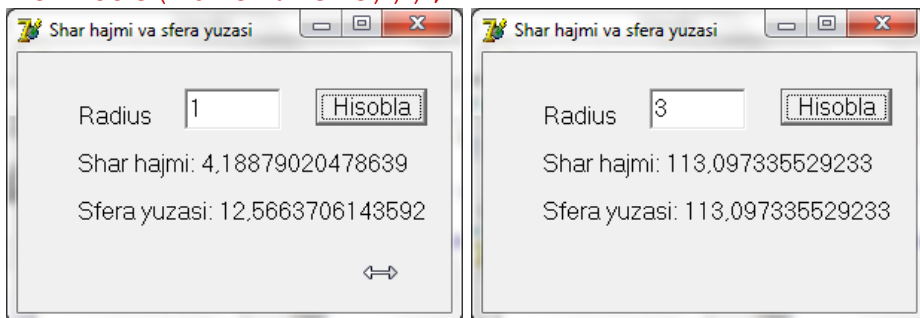 Shar hajmi va sfera yuzasi
Radius 1 Hisobla
Shar hajmi: 4,18879020478639
Sfera yuzasi: 12,5663706143592
Shar hajmi va sfera yuzasi
Radius 3 Hisobla
Shar hajmi: 113,097335529233
Sfera yuzasi: 113,097335529233